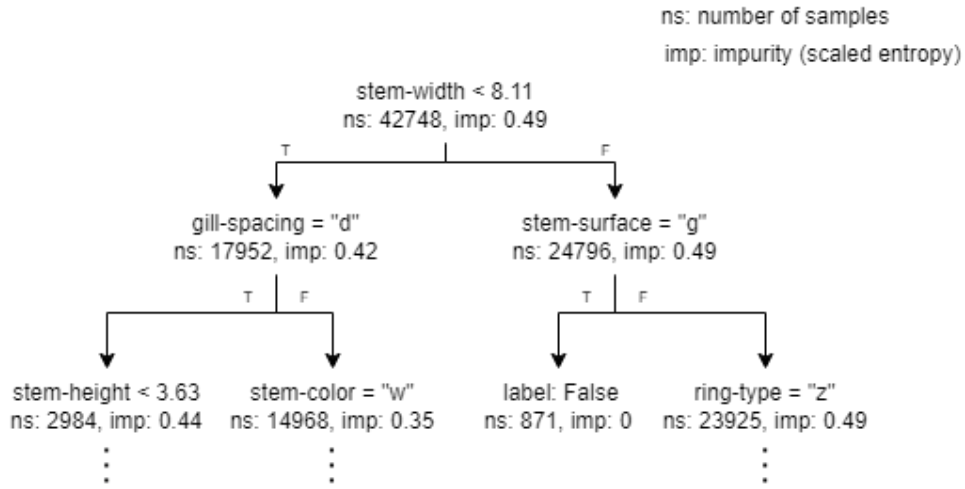 ns: number of samples
imp: impurity (scaled entropy)
stem-width < 8.11
ns: 42748, imp: 0.49
T
F
gill-spacing = "d"
ns: 17952, imp: 0.42
stem-surface = "g"
ns: 24796, imp: 0.49
T
F
T
F
stem-height < 3.63
ns: 2984, imp: 0.44
stem-color = "w"
ns: 14968, imp: 0.35
label: False
ns: 871, imp: 0
ring-type = "z"
ns: 23925, imp: 0.49